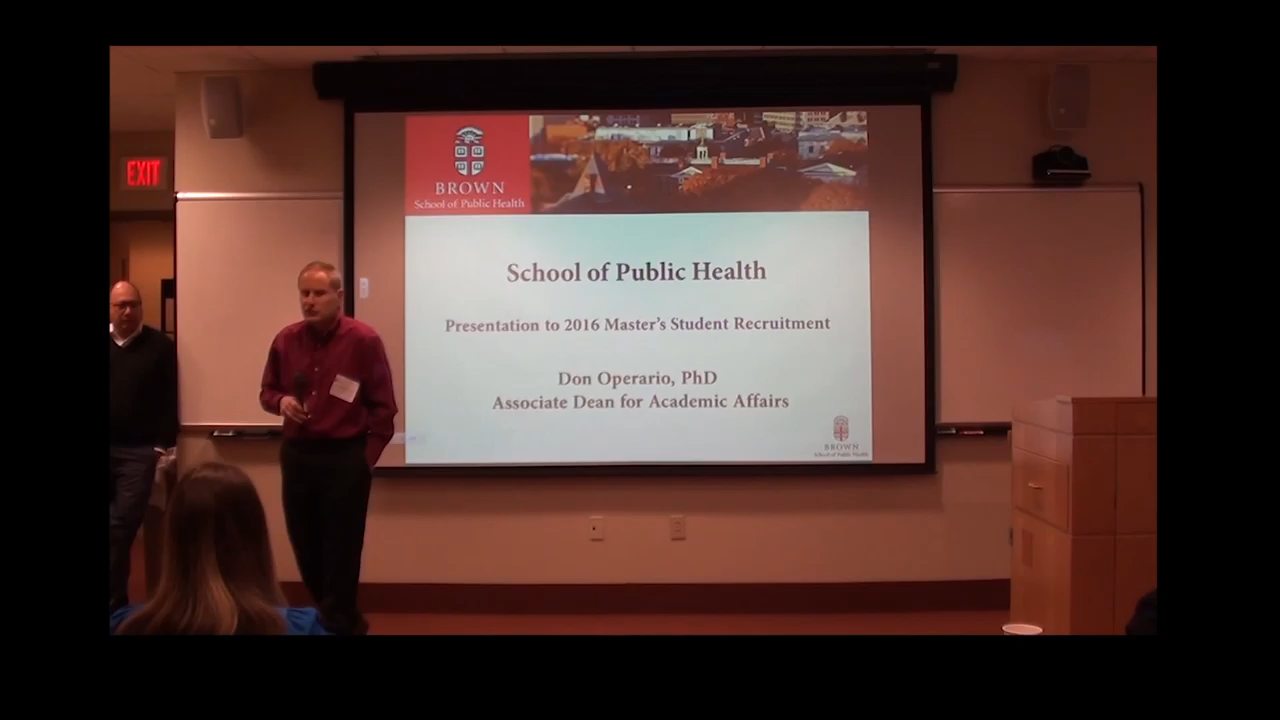 EXIT
BROWN
School of Public Health
School of Public Health
Presentation to 2016 Master's Student Recruitment
Don Operario, PhD
Associate Dean for Academic Affairs
BROWN
School of Public Health